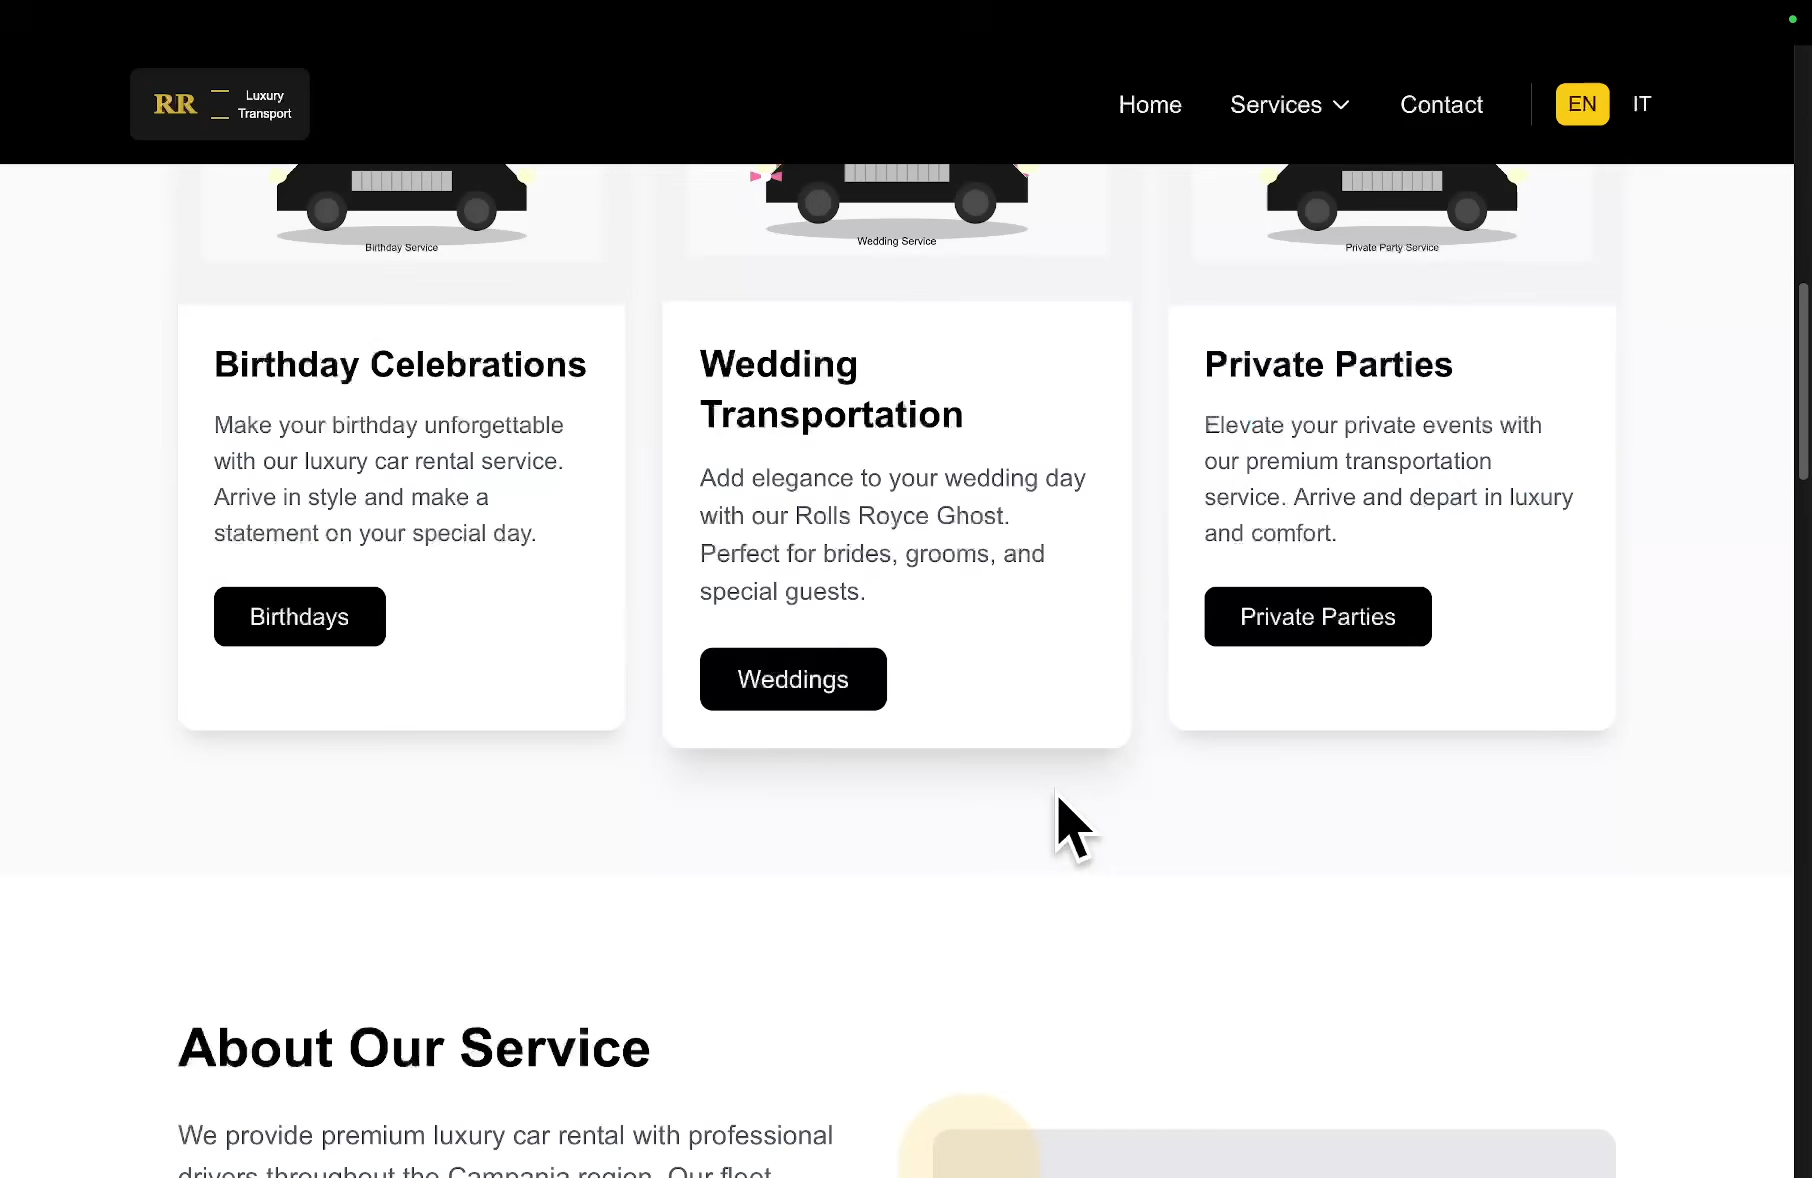 RR
Luxury
Transport
Home
Services
Contact
EN
IT
Birthday Service
Wedding Service
Private Party Service
Birthday Celebrations
Make your birthday unforgettable
with our luxury car rental service.
Arrive in style and make a
statement on your special day.
Birthdays
Wedding
Transportation
Add elegance to your wedding day
with our Rolls Royce Ghost.
Perfect for brides, grooms, and
special guests.
Weddings
Private Parties
Elevate your private events with
our premium transportation
service. Arrive and depart in luxury
and comfort.
Private Parties
About Our Service
We provide premium luxury car rental with professional
drivers throughout the Campania region. Our fleet